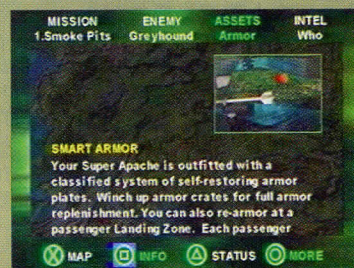 MISSION ENEMY ASSETS INTEL
1.Smoke Pits Greyhound Armor Who
SMART ARMOR
Your Super Apache is outfitted with a
classified system of self-restoring armor
plates. Winch up armor crates for full armor
replenishment. You can also re-armor at a
passenger Landing Zone. Each passenger
MAP INFO STATUS MORE